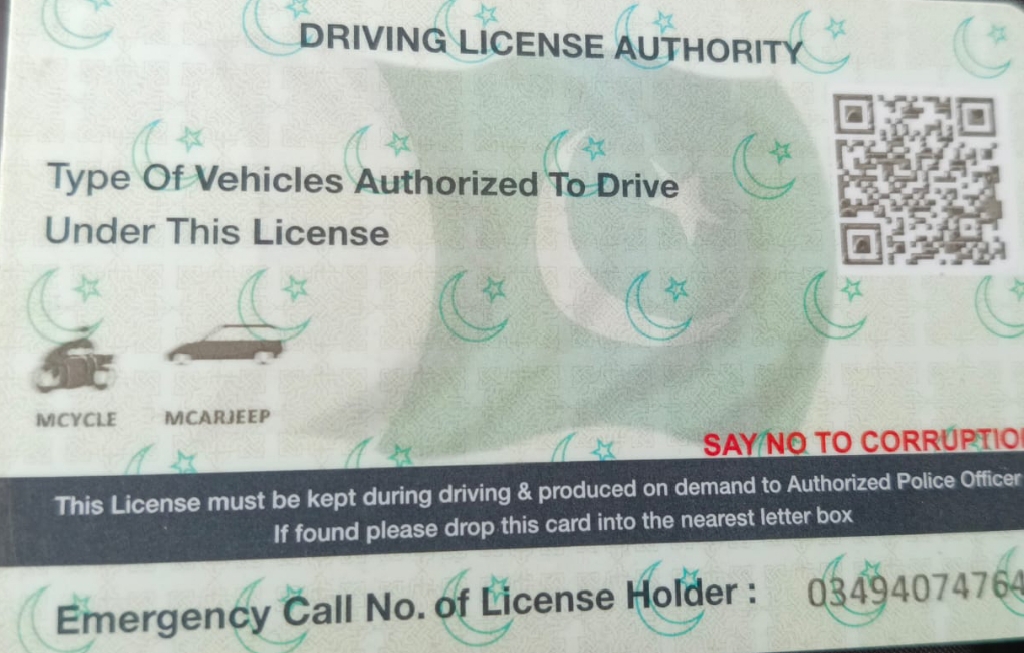 DRIVING LICENSE AUTHORITY
Type Of Vehicles Authorized To Drive
Under This License
MCYCLE MCARJEEP
SAY NO TO CORRUPTIO
This License must be kept during driving & produced on demand to Authorized Police Officer
If found please drop this card into the nearest letter box
Emergency Call No. of License Holder : 03494074764